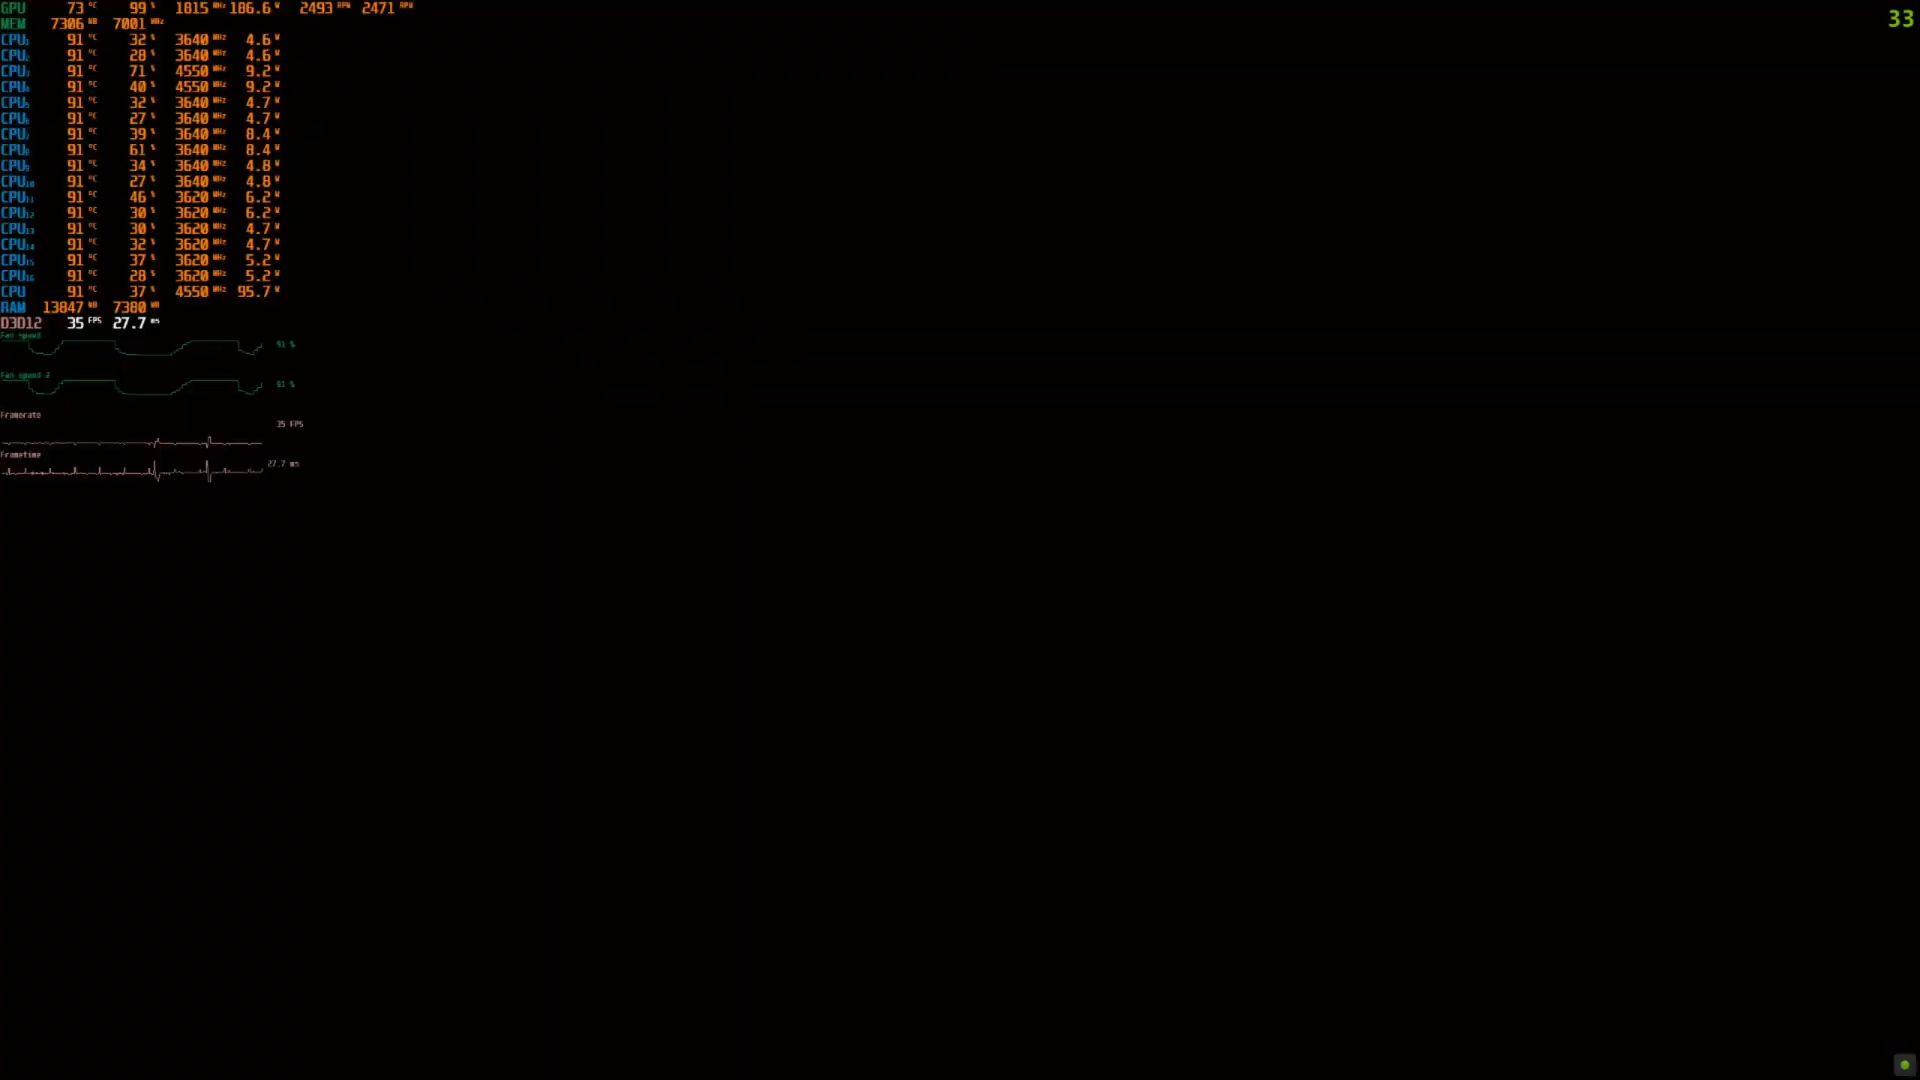 GPU 73 °C 99 % 1815 MHz 186.6 W 2493 RPM 2471 RPM
33
MEM 7306 MB 7001 MHz
CPU1 91 °C 32 % 3640 MHz 4.6 W
CPU2 91 °C 28 % 3640 MHz 4.6 W
CPU3 91 °C 71 % 4550 MHz 9.2 W
CPU4 91 °C 40 % 4550 MHz 9.2 W
CPU5 91 °C 32 % 3640 MHz 4.7 W
CPU6 91 °C 27 % 3640 MHz 4.7 W
CPU7 91 °C 39 % 3640 MHz 8.4 W
CPU8 91 °C 61 % 3640 MHz 8.4 W
CPU9 91 °C 34 % 3640 MHz 4.8 W
CPU10 91 °C 27 % 3640 MHz 4.8 W
CPU11 91 °C 46 % 3620 MHz 6.2 W
CPU12 91 °C 30 % 3620 MHz 6.2 W
CPU13 91 °C 30 % 3620 MHz 4.7 W
CPU14 91 °C 32 % 3620 MHz 4.7 W
CPU15 91 °C 37 % 3620 MHz 5.2 W
CPU16 91 °C 28 % 3620 MHz 5.2 W
CPU 91 °C 37 % 4550 MHz 95.7 W
RAM 13847 MB 7380 MB
D3D12 35 FPS 27.7 ms
Fan speed
Fan speed 2
Framerate
35 FPS
Frametime
27.7 ms